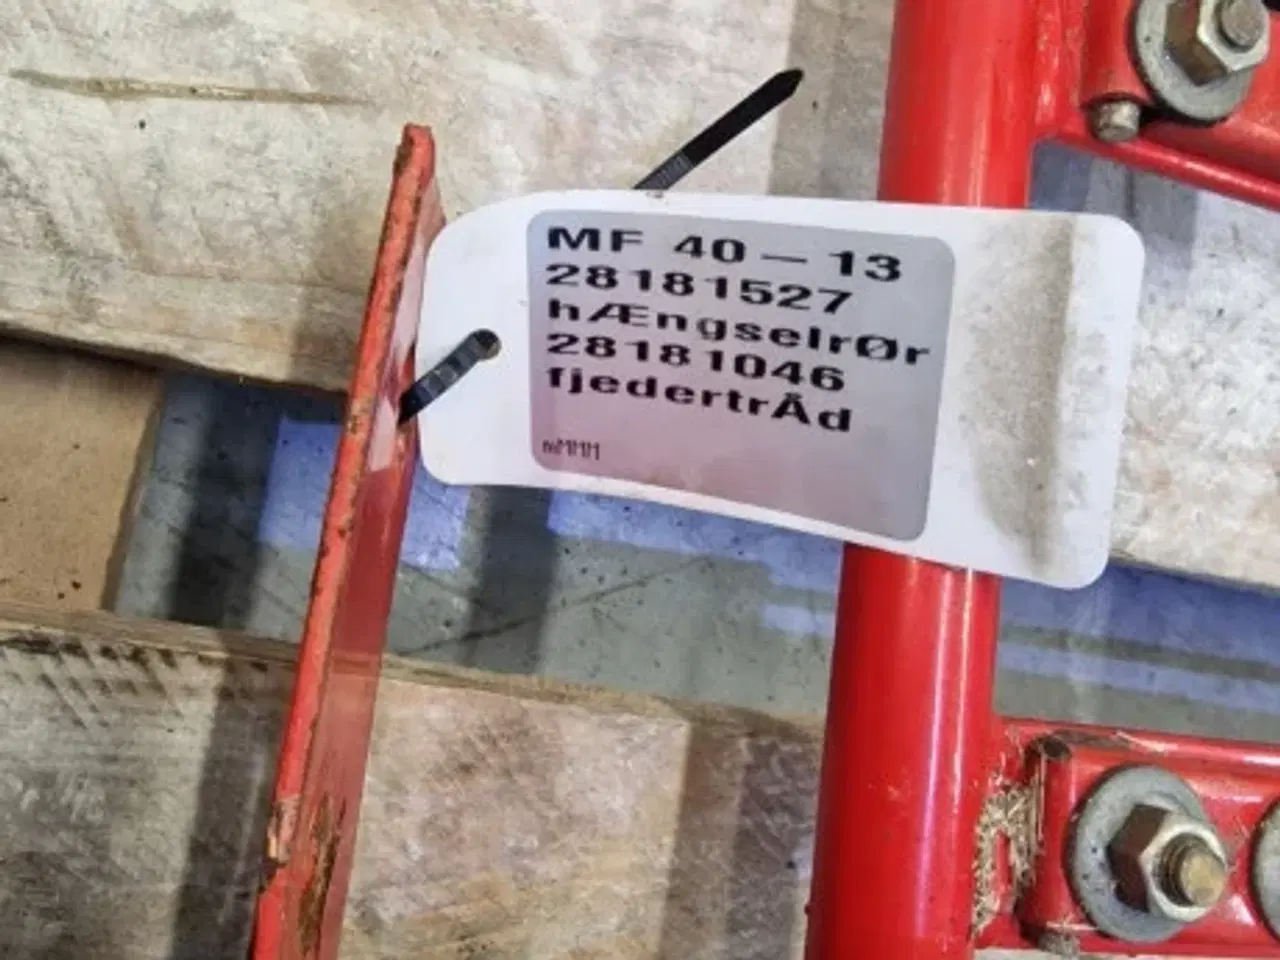 MF 40-13
28181527
hÆngselrØr
28181046
fjedertrÅd